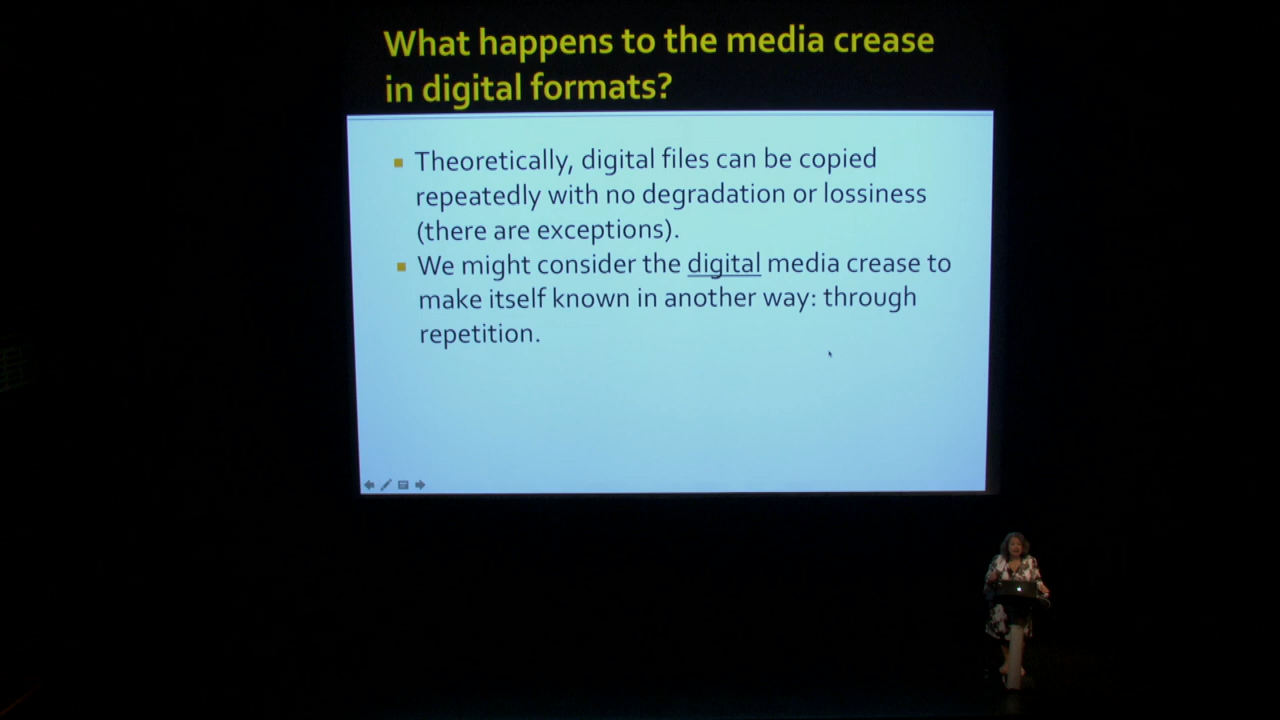 What happens to the media crease
in digital formats?
Theoretically, digital files can be copied
repeatedly with no degradation or lossiness
(there are exceptions).
We might consider the digital media crease to
make itself known in another way: through
repetition.